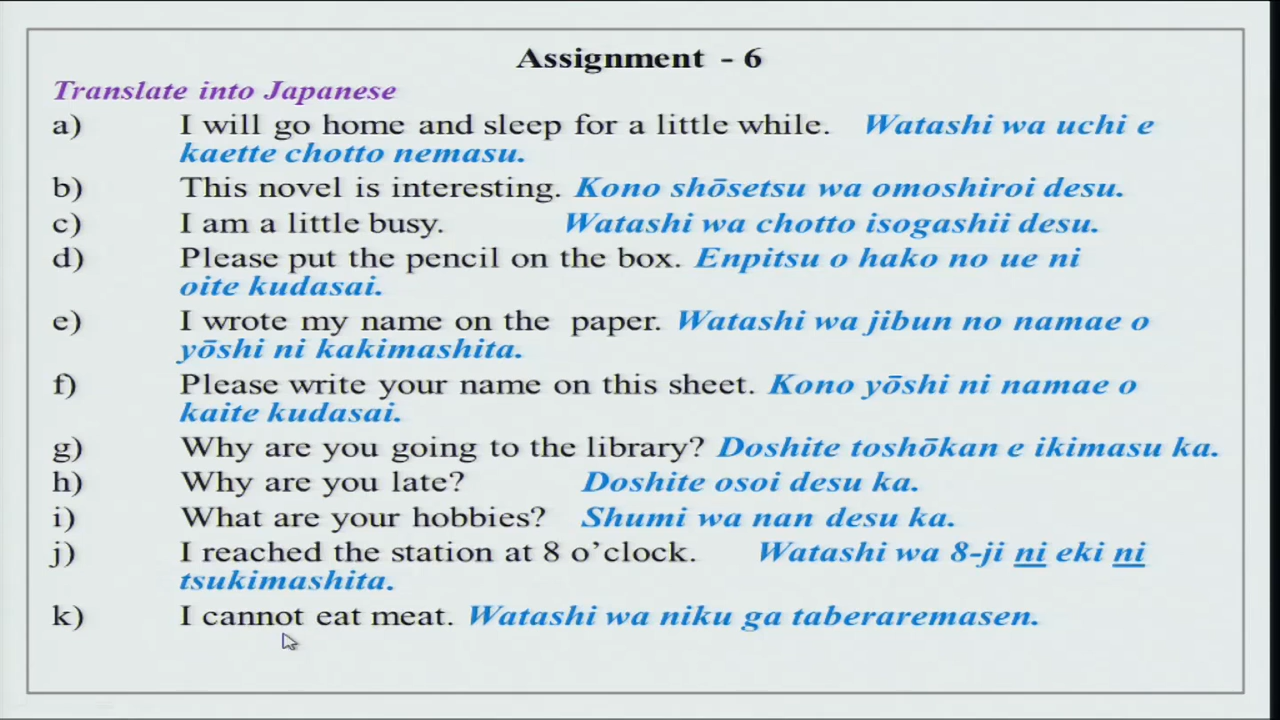 Assignment - 6
Translate into Japanese
a) I will go home and sleep for a little while. Watashi wa uchi e
kaette chotto nemasu.
b) This novel is interesting. Kono shōsetsu wa omoshiroi desu.
c) I am a little busy. Watashi wa chotto isogashii desu.
d) Please put the pencil on the box. Enpitsu o hako no ue ni
oite kudasai.
e) I wrote my name on the paper. Watashi wa jibun no namae o
yōshi ni kakimashita.
f) Please write your name on this sheet. Kono yōshi ni namae o
kaite kudasai.
g) Why are you going to the library? Doshite toshōkan e ikimasu ka.
h) Why are you late? Doshite osoi desu ka.
i) What are your hobbies? Shumi wa nan desu ka.
j) I reached the station at 8 o’clock. Watashi wa 8-ji ni eki ni
tsukimashita.
k) I cannot eat meat. Watashi wa niku ga taberaremasen.